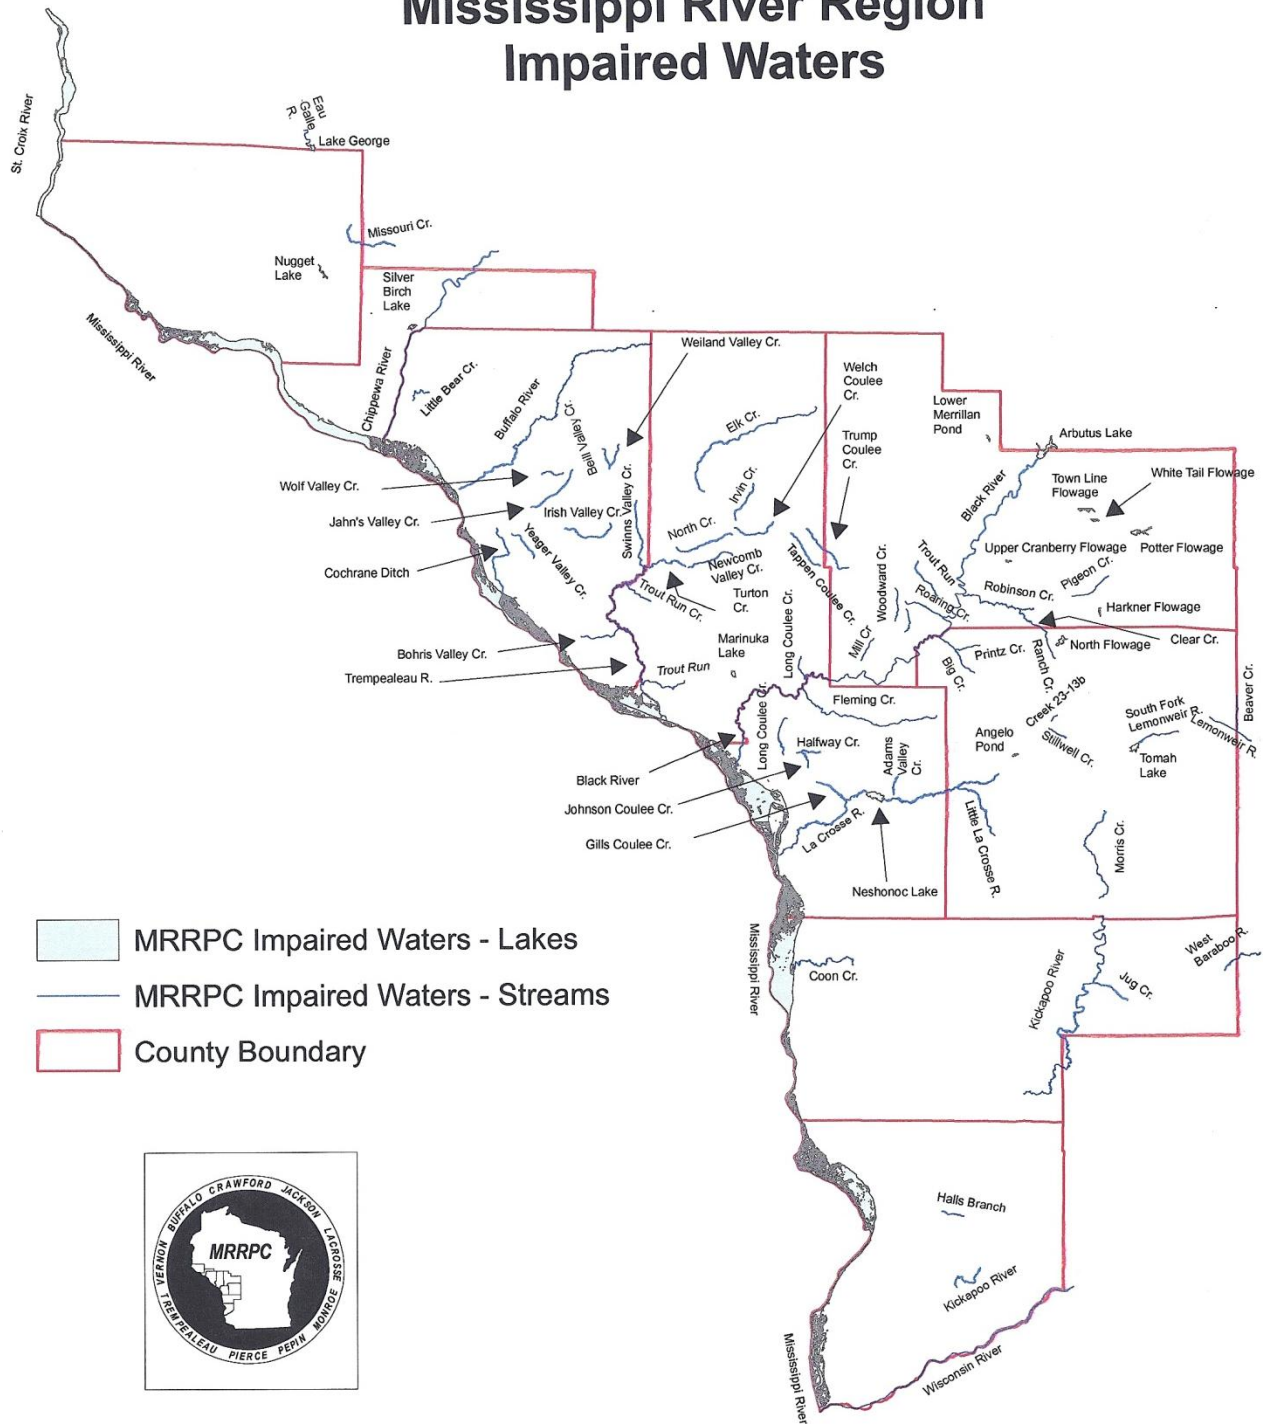 Mississippi River Region
Impaired Waters
St. Croix River
Eau
Galle
R.
Lake George
Missouri Cr.
Nugget
Lake
Silver
Birch
Lake
Mississippi River
Chippewa River
Little Bear Cr.
Buffalo River
Beill Valley Cr.
Weiland Valley Cr.
Welch
Coulee
Cr.
Elk Cr.
Trump
Coulee
Cr.
Lower
Merrillan
Pond
Arbutus Lake
Black River
Town Line
Flowage
White Tail Flowage
Wolf Valley Cr.
Jahn's Valley Cr.
Irish Valley Cr.
Swinns Valley Cr.
Irvin Cr.
North Cr.
Cochrane Ditch
Yeager Valley Cr.
Newcomb
Valley Cr.
Tappen Coulee Cr.
Woodward Cr.
Trout Run
Upper Cranberry Flowage
Potter Flowage
Pigeon Cr.
Robinson Cr.
Roaring Cr.
Harkner Flowage
Trout Run Cr.
Turton
Cr.
Long Coulee Cr.
Mill Cr
Clear Cr.
North Flowage
Bohris Valley Cr.
Marinuka
Lake
Printz Cr.
Big Cr.
Ranch Cr.
Trempealeau R.
Trout Run
Long Coulee Cr.
Fleming Cr.
Creek 23-13b
Beaver Cr.
South Fork
Lemonweir R.
Lemonweir R.
Angelo
Pond
Stillwell Cr.
Tomah
Lake
Black River
Halfway Cr.
Adams
Valley
Cr.
Johnson Coulee Cr.
Gills Coulee Cr.
La Crosse R.
Little La Crosse R.
Morris Cr.
Neshonoc Lake
MRRPC Impaired Waters - Lakes
MRRPC Impaired Waters - Streams
County Boundary
Mississippi River
Coon Cr.
Kickapoo River
Jug Cr.
West
Baraboo R.
Halls Branch
Kickapoo River
Wisconsin River
Mississippi River
VERNON BUFFALO CRAWFORD JACKSON LACROSSE
MRRPC
TREMPEALEAU PIERCE PEPIN MONROE